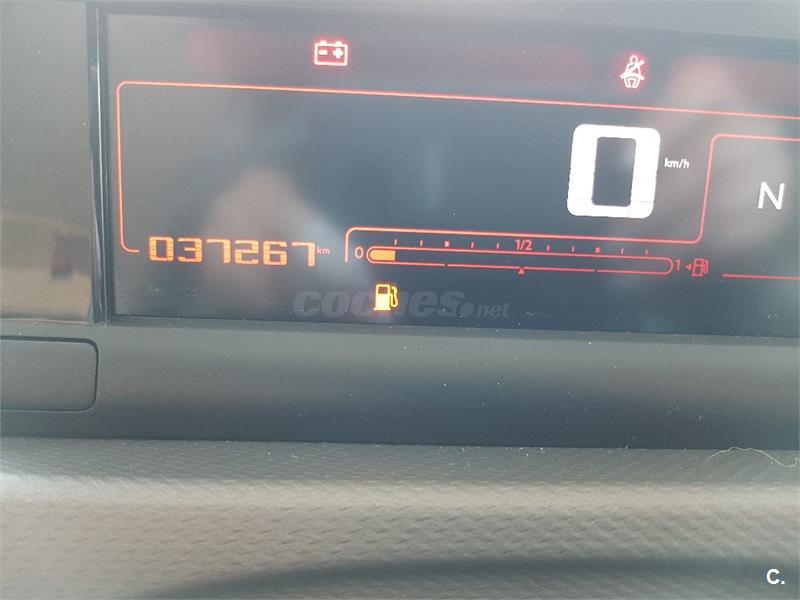 0 km/h
N
037267 km
0 1/2 1
coches.net
C.